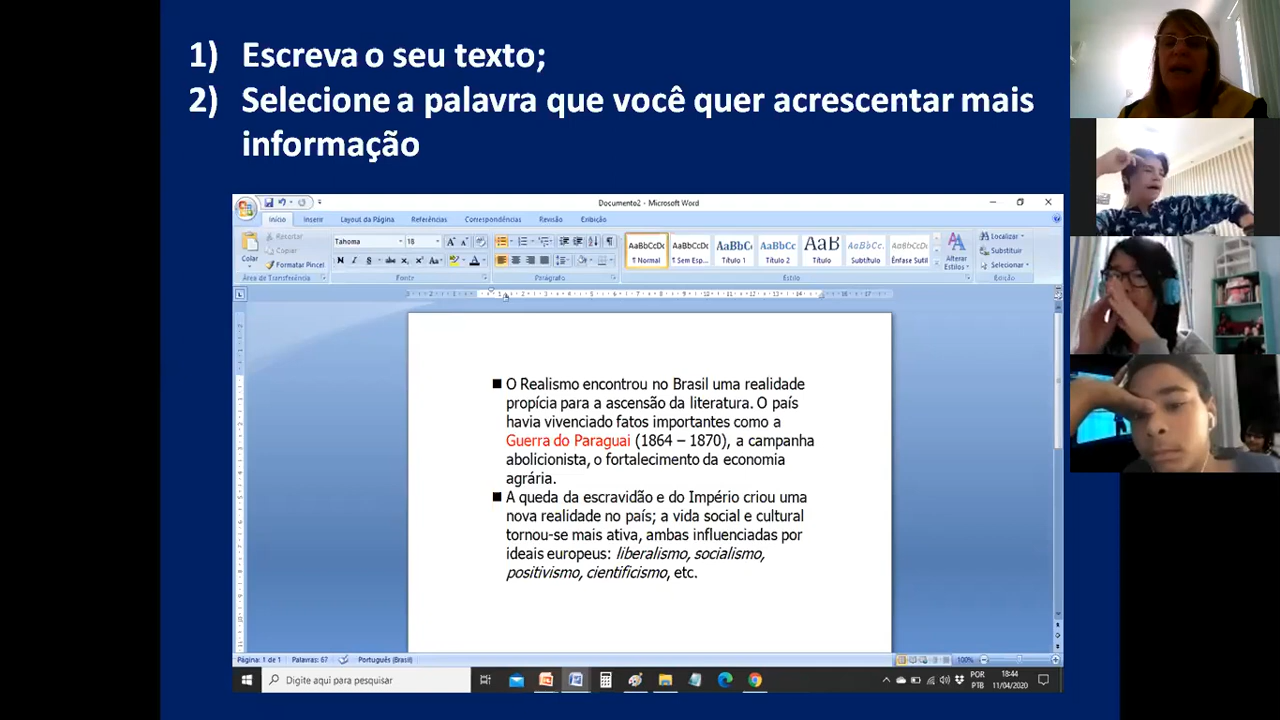 1) Escreva o seu texto;
2) Selecione a palavra que você quer acrescentar mais
informação
Documento2 - Microsoft Word
Início Inserir Layout da Página Referências Correspondências Revisão Exibição
Colar
Recortar
Copiar
Formatar Pincel
Área de Transferência
Tahoma 18
N I S abc X₂ X² Aa
Fonte
Parágrafo
AaBbCcDc AaBbCcDc AaBbC AaBbCc AaB AaBbCc. AaBbCcDc
¶ Normal ¶ Sem Esp... Título 1 Título 2 Título Subtítulo Ênfase Sutil
Alterar
Estilos
Estilo
Localizar
Substituir
Selecionar
Edição
■ O Realismo encontrou no Brasil uma realidade
propícia para a ascensão da literatura. O país
havia vivenciado fatos importantes como a
Guerra do Paraguai (1864 – 1870), a campanha
abolicionista, o fortalecimento da economia
agrária.
■ A queda da escravidão e do Império criou uma
nova realidade no país; a vida social e cultural
tornou-se mais ativa, ambas influenciadas por
ideais europeus: liberalismo, socialismo,
positivismo, cientificismo, etc.
Página: 1 de 1 Palavras: 67 Português (Brasil) 100%
Digite aqui para pesquisar
POR
PTB
18:44
11/04/2020